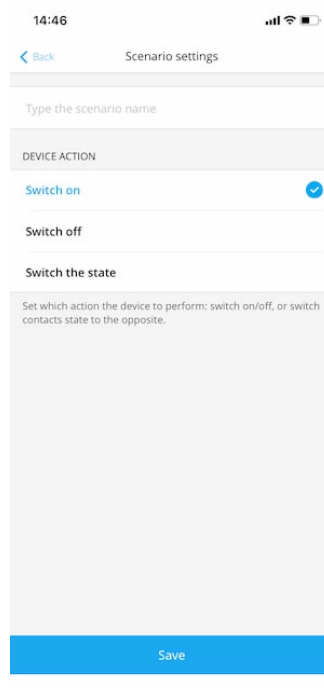 14:46
Back
Scenario settings
Type the scenario name
DEVICE ACTION
Switch on
Switch off
Switch the state
Set which action the device to perform: switch on/off, or switch
contacts state to the opposite.
Save